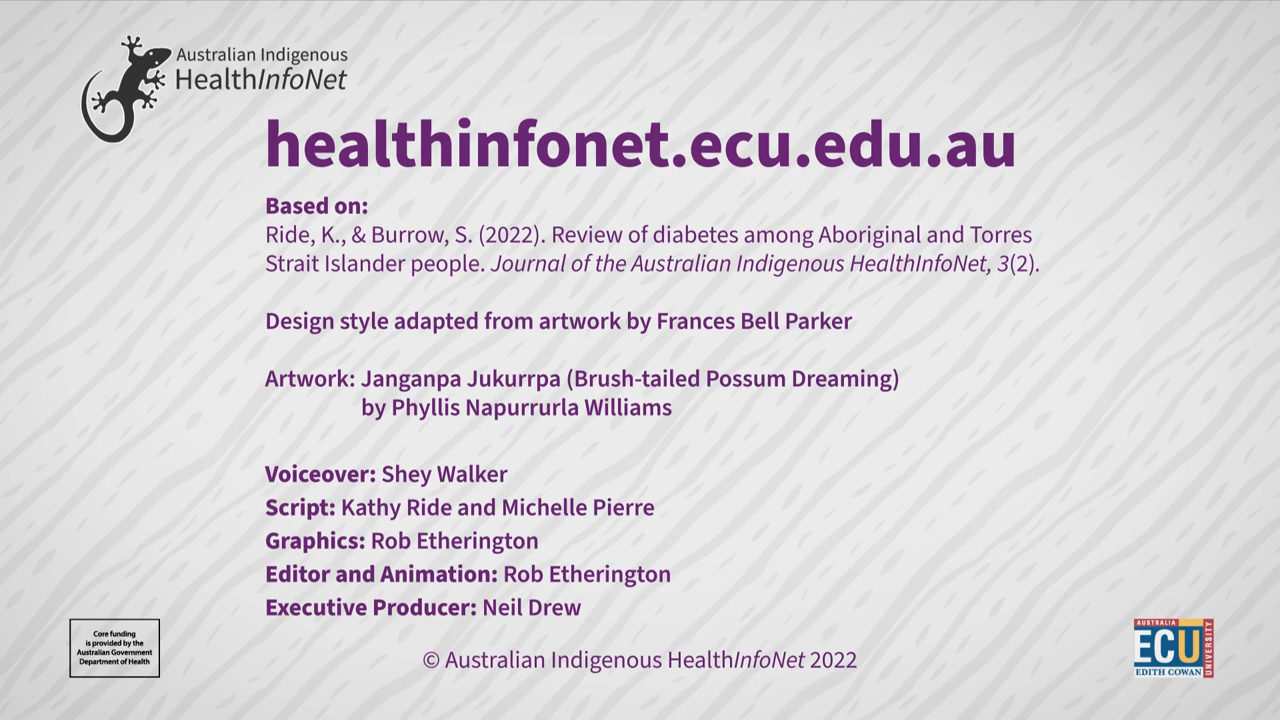 Australian Indigenous
HealthInfoNet
healthinfonet.ecu.edu.au
Based on:
Ride, K., & Burrow, S. (2022). Review of diabetes among Aboriginal and Torres
Strait Islander people. Journal of the Australian Indigenous HealthInfoNet, 3(2).
Design style adapted from artwork by Frances Bell Parker
Artwork: Janganpa Jukurrpa (Brush-tailed Possum Dreaming)
by Phyllis Napurrurla Williams
Voiceover: Shey Walker
Script: Kathy Ride and Michelle Pierre
Graphics: Rob Etherington
Editor and Animation: Rob Etherington
Executive Producer: Neil Drew
Core funding
is provided by the
Australian Government
Department of Health
© Australian Indigenous HealthInfoNet 2022
AUSTRALIA
ECU
EDITH COWAN
UNIVERSITY